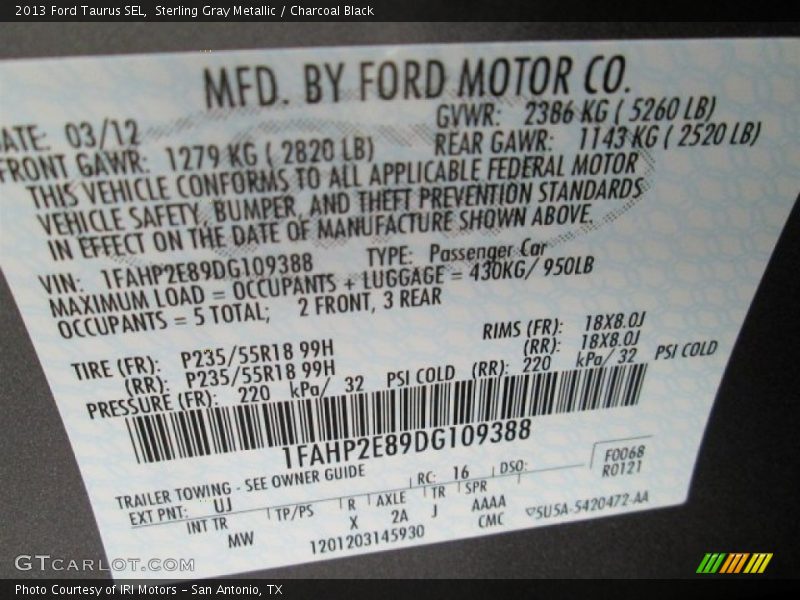 2013 Ford Taurus SEL, Sterling Gray Metallic / Charcoal Black
MFD. BY FORD MOTOR CO.
DATE: 03/12 GVWR: 2386 KG ( 5260 LB)
FRONT GAWR: 1279 KG ( 2820 LB) REAR GAWR: 1143 KG ( 2520 LB)
THIS VEHICLE CONFORMS TO ALL APPLICABLE FEDERAL MOTOR
VEHICLE SAFETY, BUMPER, AND THEFT PREVENTION STANDARDS
IN EFFECT ON THE DATE OF MANUFACTURE SHOWN ABOVE.
VIN: 1FAHP2E89DG109388 TYPE: Passenger Car
MAXIMUM LOAD = OCCUPANTS + LUGGAGE = 430KG/ 950LB
OCCUPANTS = 5 TOTAL; 2 FRONT, 3 REAR
TIRE (FR): P235/55R18 99H RIMS (FR): 18X8.0J
(RR): P235/55R18 99H (RR): 18X8.0J
PRESSURE (FR): 220 kPa/ 32 PSI COLD (RR): 220 kPa/ 32 PSI COLD
1FAHP2E89DG109388
TRAILER TOWING - SEE OWNER GUIDE
EXT PNT: UJ RC: 16 DSO: F0068
R0121
INT TR TP/PS R AXLE TR SPR
MW X 2A J AAAA
1201203145930 CMC 5U5A-5420472-AA
GTCARLOT.COM
Photo Courtesy of IRI Motors - San Antonio, TX